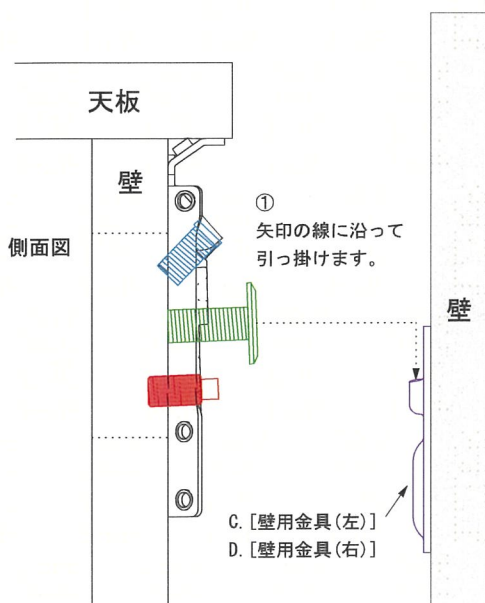 天板
壁
①
矢印の線に沿って
引っ掛けます。
側面図
壁
C.[壁用金具(左)]
D.[壁用金具(右)]